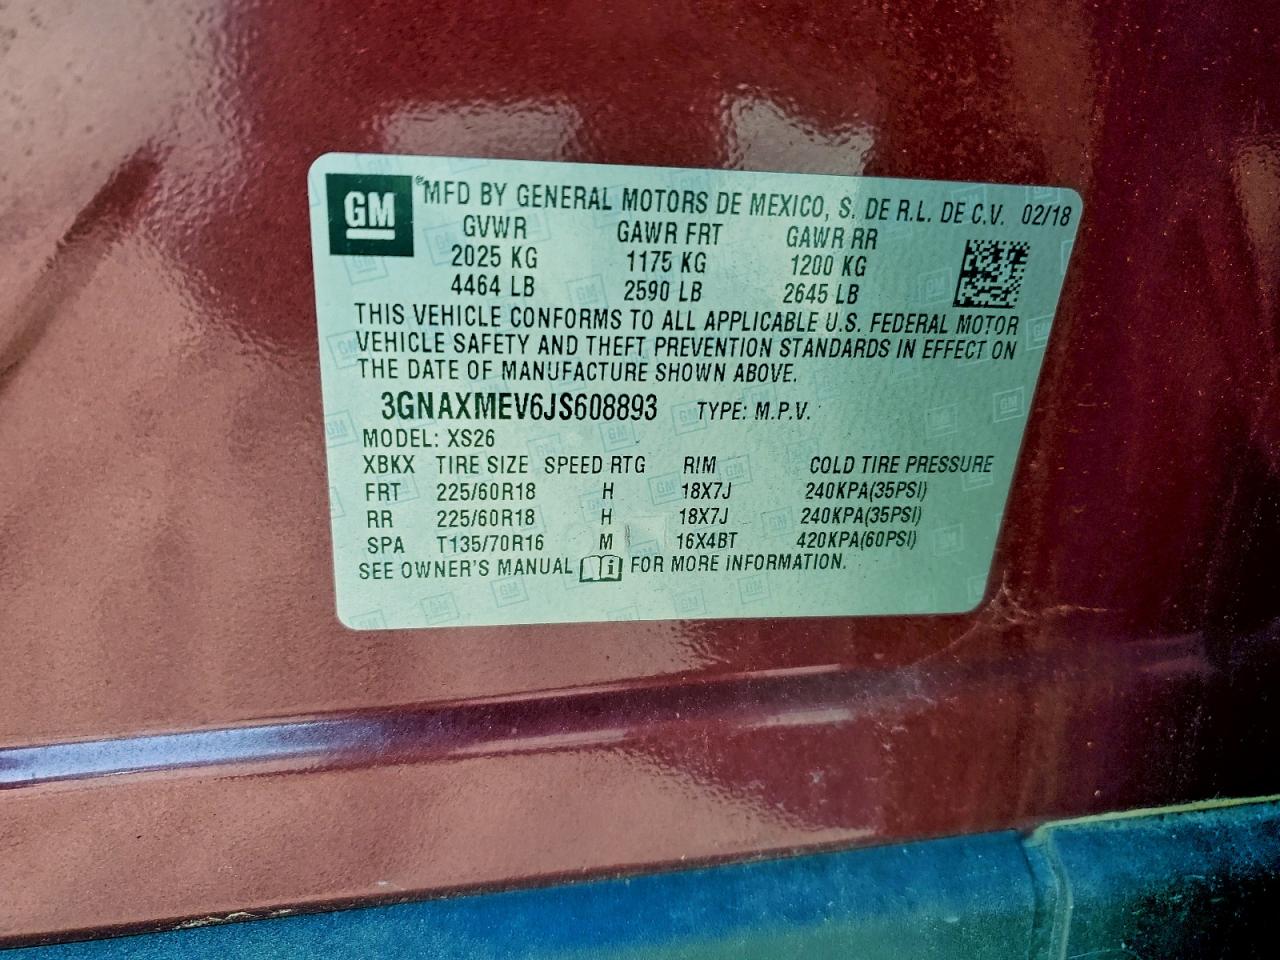 GM ® MFD BY GENERAL MOTORS DE MEXICO, S. DE R.L. DE C.V. 02/18
GVWR GAWR FRT GAWR RR
2025 KG 1175 KG 1200 KG
4464 LB 2590 LB 2645 LB
THIS VEHICLE CONFORMS TO ALL APPLICABLE U.S. FEDERAL MOTOR
VEHICLE SAFETY AND THEFT PREVENTION STANDARDS IN EFFECT ON
THE DATE OF MANUFACTURE SHOWN ABOVE.
3GNAXMEV6JS608893 TYPE: M.P.V.
MODEL: XS26
XBKX TIRE SIZE SPEED RTG RIM COLD TIRE PRESSURE
FRT 225/60R18 H 18X7J 240KPA(35PSI)
RR 225/60R18 H 18X7J 240KPA(35PSI)
SPA T135/70R16 M 16X4BT 420KPA(60PSI)
SEE OWNER'S MANUAL FOR MORE INFORMATION.